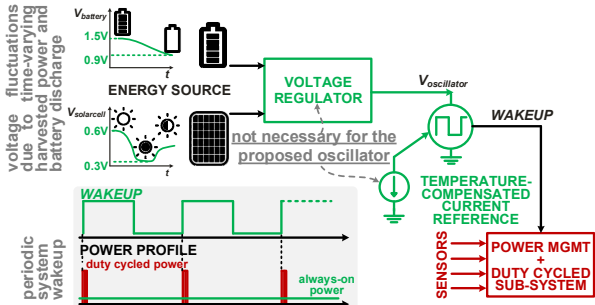 voltage fluctuations
due to time-varying
harvested power and
battery discharge
Vbattery
1.5V
0.9V
t
ENERGY SOURCE
Vsolarcell
0.6V
0.3V
t
VOLTAGE
REGULATOR
Voscillator
WAKEUP
not necessary for the
proposed oscillator
TEMPERATURE-
COMPENSATED
CURRENT
REFERENCE
periodic
system
wakeup
WAKEUP
POWER PROFILE
duty cycled power
always-on
power
SENSORS
POWER MGMT
+
DUTY CYCLED
SUB-SYSTEM